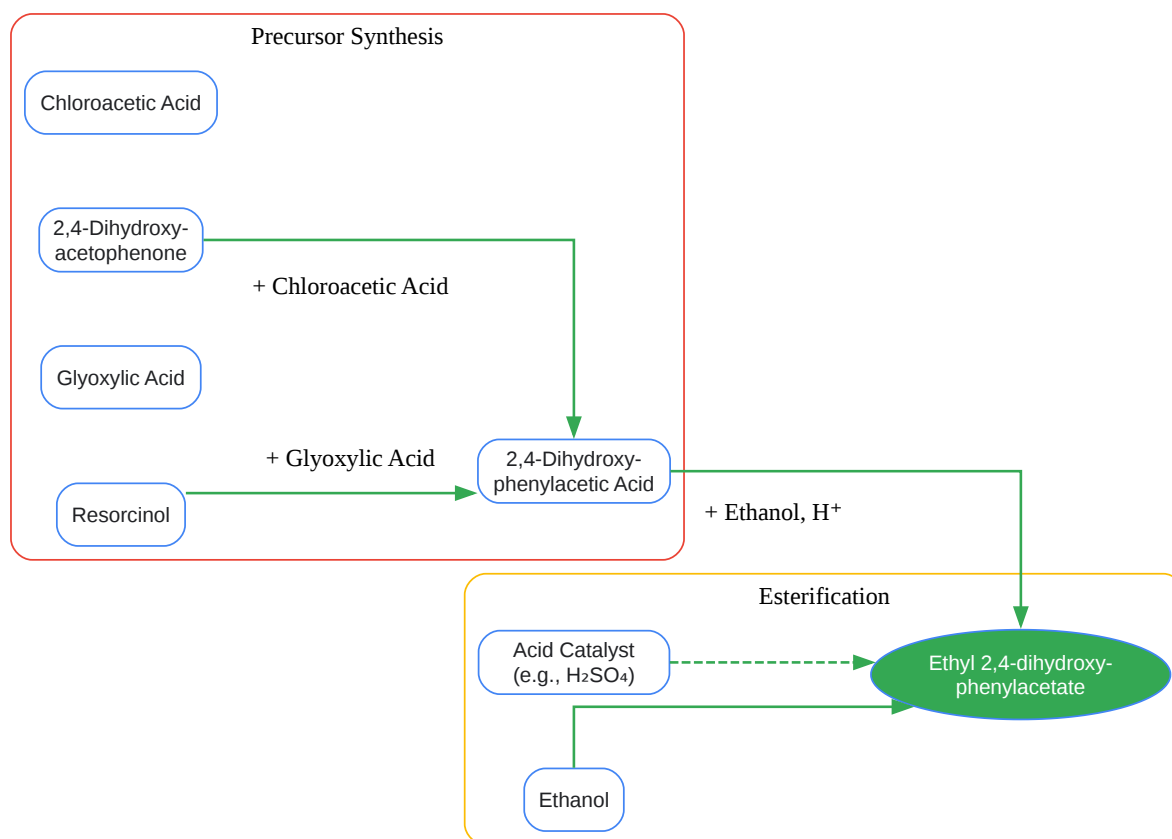 Precursor Synthesis
Chloroacetic Acid
2,4-Dihydroxy-
acetophenone
+ Chloroacetic Acid
Glyoxylic Acid
+ Glyoxylic Acid
2,4-Dihydroxy-
phenylacetic Acid
Resorcinol
+ Ethanol, H⁺
Esterification
Acid Catalyst
(e.g., H₂SO₄)
Ethyl 2,4-dihydroxy-
phenylacetate
Ethanol